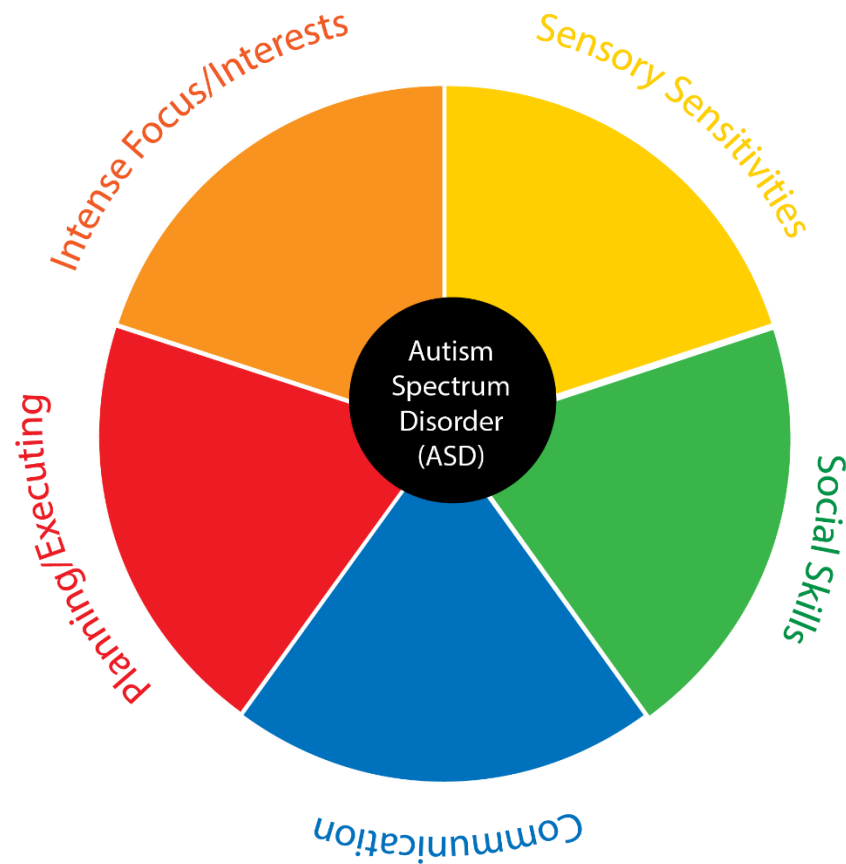 Intense Focus/Interests
Sensory Sensitivities
Autism
Spectrum
Disorder
(ASD)
Planning/Executing
Social Skills
Communication